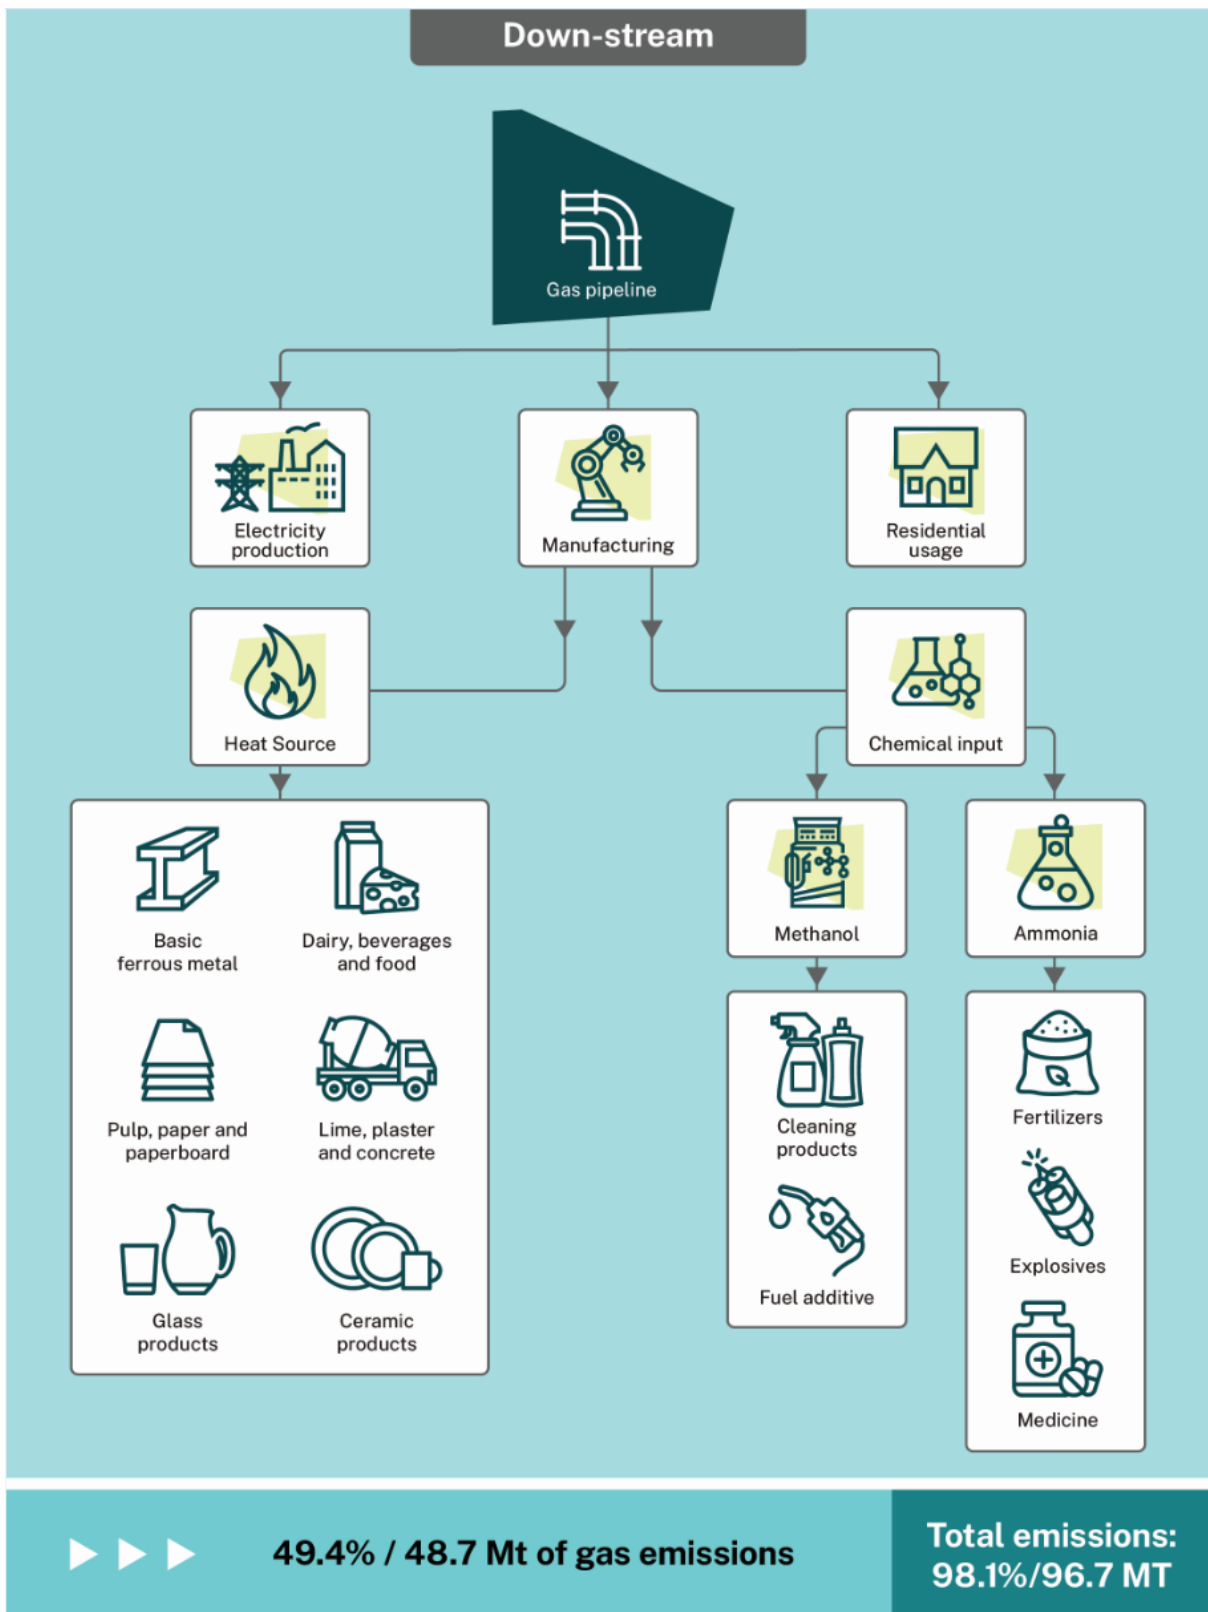 Down-stream
Gas pipeline
Electricity
production
Manufacturing
Residential
usage
Heat Source
Chemical input
Basic
ferrous metal
Dairy, beverages
and food
Pulp, paper and
paperboard
Lime, plaster
and concrete
Glass
products
Ceramic
products
Methanol
Ammonia
Cleaning
products
Fuel additive
Fertilizers
Explosives
Medicine
49.4% / 48.7 Mt of gas emissions
Total emissions:
98.1%/96.7 MT